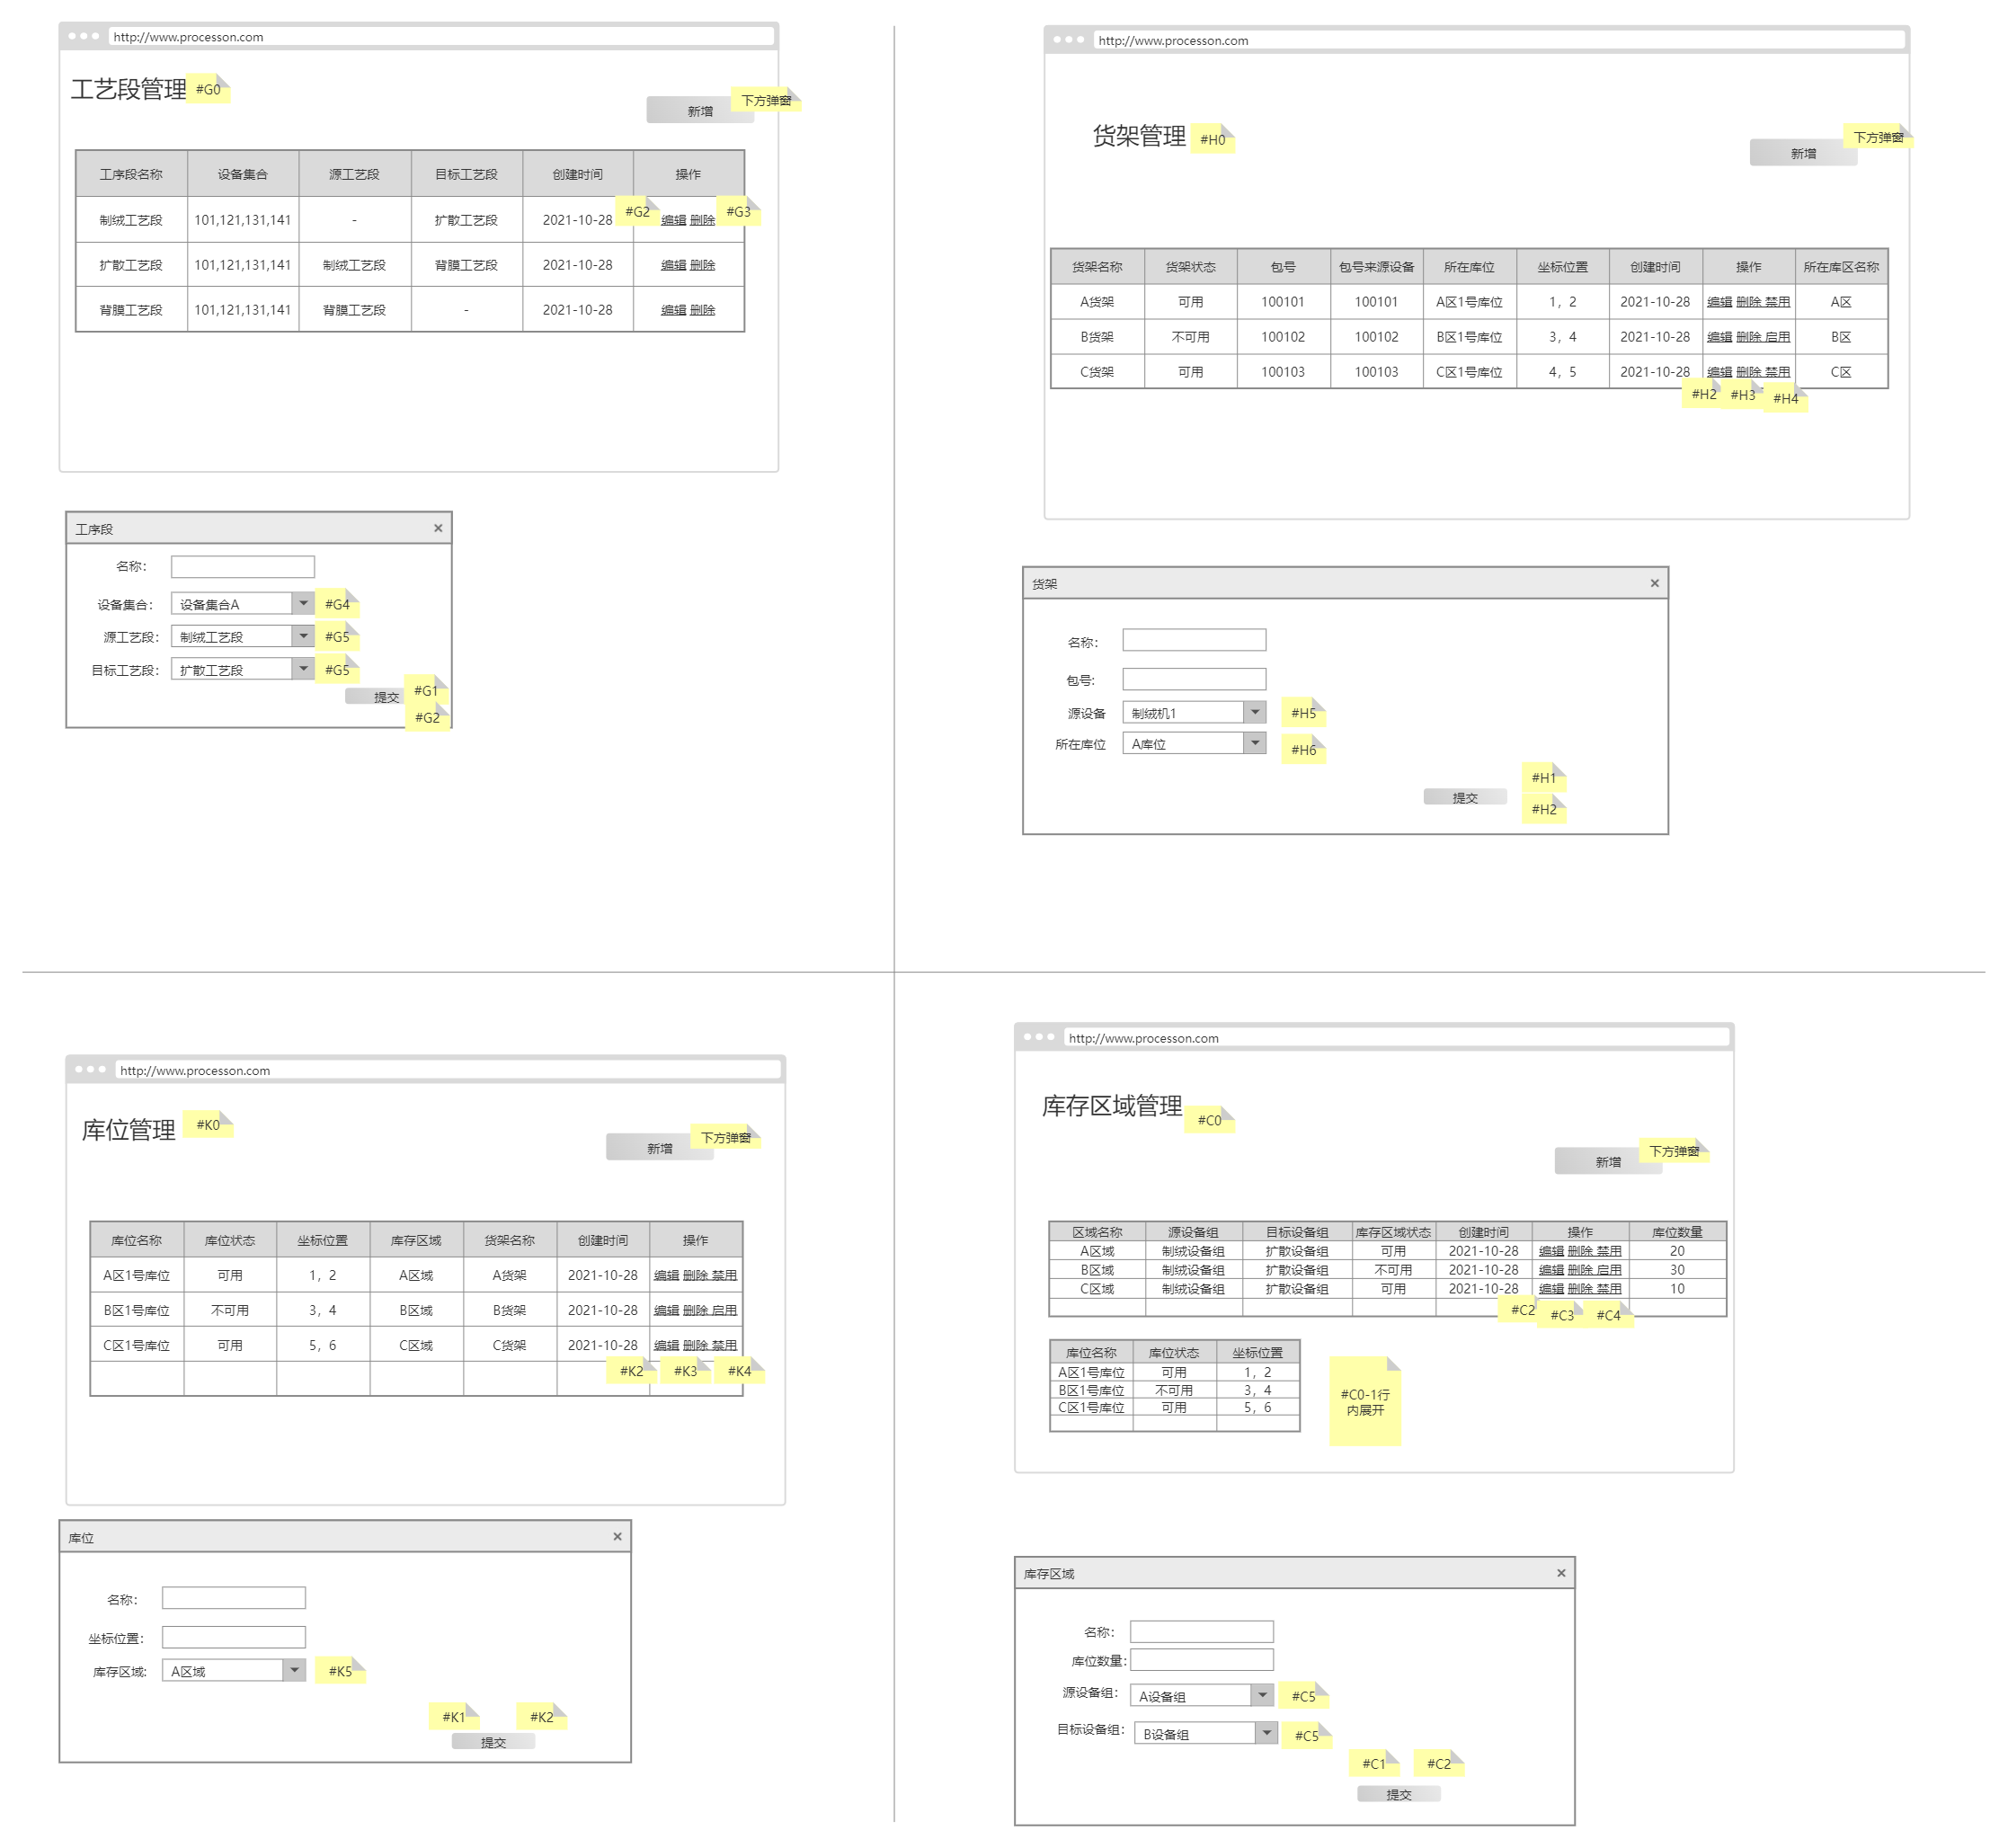 http://www.processon.com
工艺段管理 #G0
新增 下方弹窗
工序段名称 设备集合 源工艺段 目标工艺段 创建时间 操作
#G2 #G3
制绒工艺段 101,121,131,141 - 扩散工艺段 2021-10-28 编辑 删除
扩散工艺段 101,121,131,141 制绒工艺段 背膜工艺段 2021-10-28 编辑 删除
背膜工艺段 101,121,131,141 背膜工艺段 - 2021-10-28 编辑 删除
工序段
名称：
设备集合： 设备集合A #G4
源工艺段： 制绒工艺段 #G5
目标工艺段： 扩散工艺段 #G5
提交 #G1
#G2
http://www.processon.com
货架管理 #H0
下方弹窗
新增
货架名称 货架状态 包号 包号来源设备 所在库位 坐标位置 创建时间 操作 所在库区名称
A货架 可用 100101 100101 A区1号库位 1，2 2021-10-28 编辑 删除 禁用 A区
B货架 不可用 100102 100102 B区1号库位 3，4 2021-10-28 编辑 删除 启用 B区
C货架 可用 100103 100103 C区1号库位 4，5 2021-10-28 编辑 删除 禁用 C区
#H2 #H3 #H4
货架
名称：
包号:
源设备 制绒机1 #H5
所在库位 A库位 #H6
#H1
提交
#H2
http://www.processon.com
库位管理 #K0
新增 下方弹窗
库位名称 库位状态 坐标位置 库存区域 货架名称 创建时间 操作
A区1号库位 可用 1，2 A区域 A货架 2021-10-28 编辑 删除 禁用
B区1号库位 不可用 3，4 B区域 B货架 2021-10-28 编辑 删除 启用
C区1号库位 可用 5，6 C区域 C货架 2021-10-28 编辑 删除 禁用
#K2 #K3 #K4
库位
名称：
坐标位置：
库存区域: A区域 #K5
#K1 #K2
提交
http://www.processon.com
库存区域管理 #C0
新增 下方弹窗
区域名称 源设备组 目标设备组 库存区域状态 创建时间 操作 库位数量
A区域 制绒设备组 扩散设备组 可用 2021-10-28 编辑 删除 禁用 20
B区域 制绒设备组 扩散设备组 不可用 2021-10-28 编辑 删除 启用 30
C区域 制绒设备组 扩散设备组 可用 2021-10-28 编辑 删除 禁用 10
#C2 #C3 #C4
库位名称 库位状态 坐标位置
A区1号库位 可用 1，2
B区1号库位 不可用 3，4
C区1号库位 可用 5，6
#C0-1行
内展开
库存区域
名称：
库位数量：
源设备组： A设备组 #C5
目标设备组： B设备组 #C5
#C1 #C2
提交